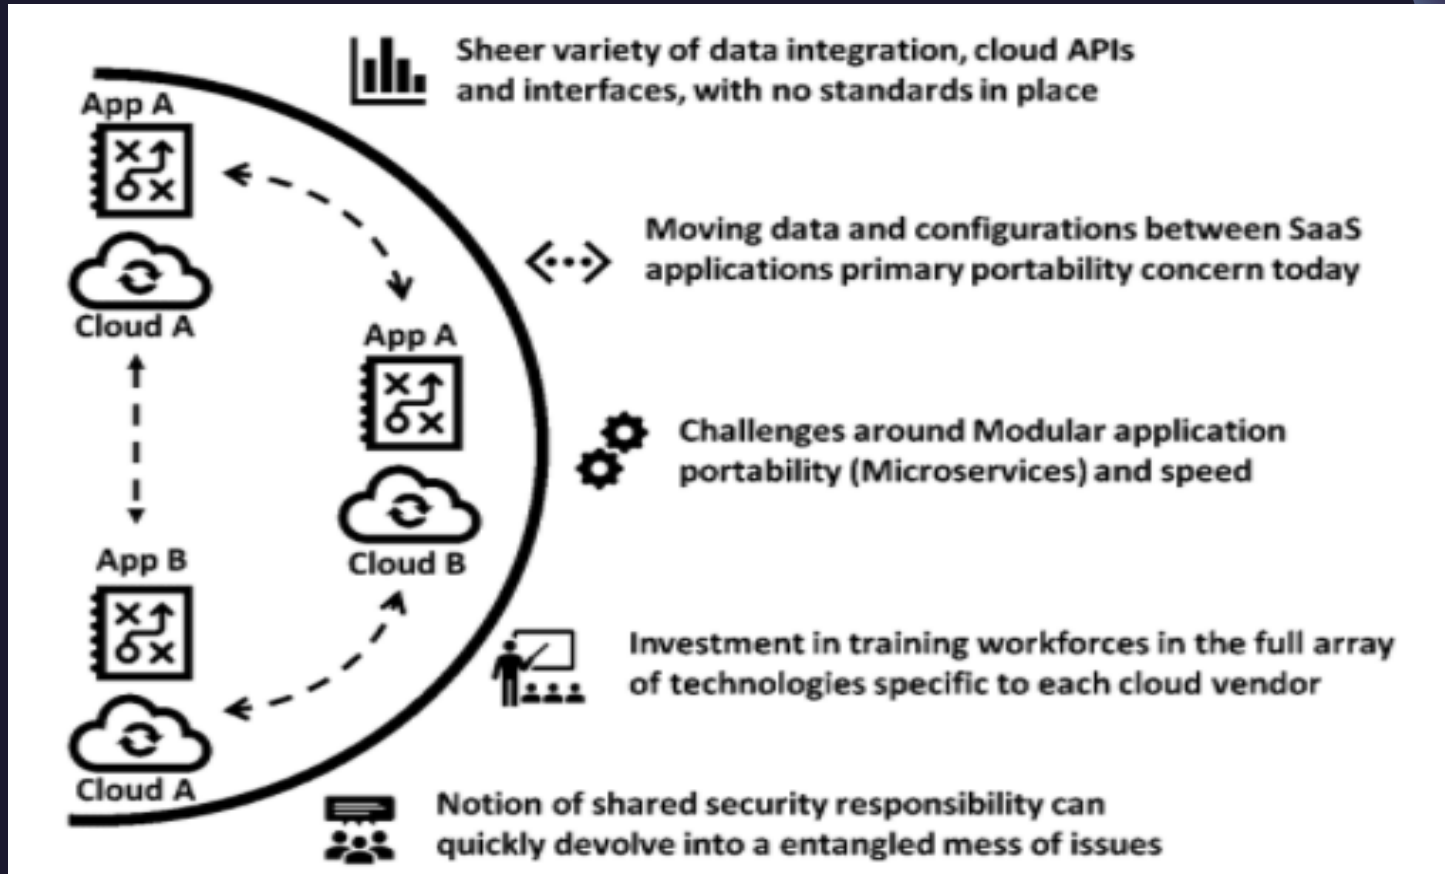 Sheer variety of data integration, cloud APIs
and interfaces, with no standards in place
App A
Cloud A
Moving data and configurations between SaaS
applications primary portability concern today
App A
Cloud B
Challenges around Modular application
portability (Microservices) and speed
App B
Cloud A
Investment in training workforces in the full array
of technologies specific to each cloud vendor
Notion of shared security responsibility can
quickly devolve into a entangled mess of issues